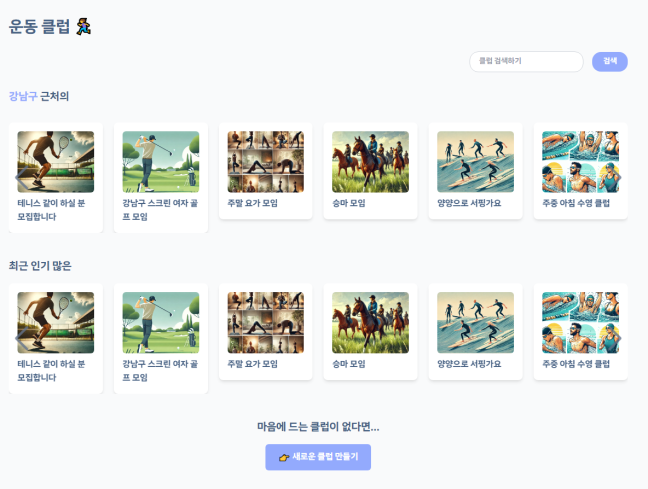 운동 클럽 🏃
클럽 검색하기
검색
강남구 근처의
테니스 같이 하실 분
모집합니다
강남구 스크린 여자 골
프 모임
주말 요가 모임
승마 모임
양양으로 서핑가요
주중 아침 수영 클럽
최근 인기 많은
테니스 같이 하실 분
모집합니다
강남구 스크린 여자 골
프 모임
주말 요가 모임
승마 모임
양양으로 서핑가요
주중 아침 수영 클럽
마음에 드는 클럽이 없다면...
👉 새로운 클럽 만들기